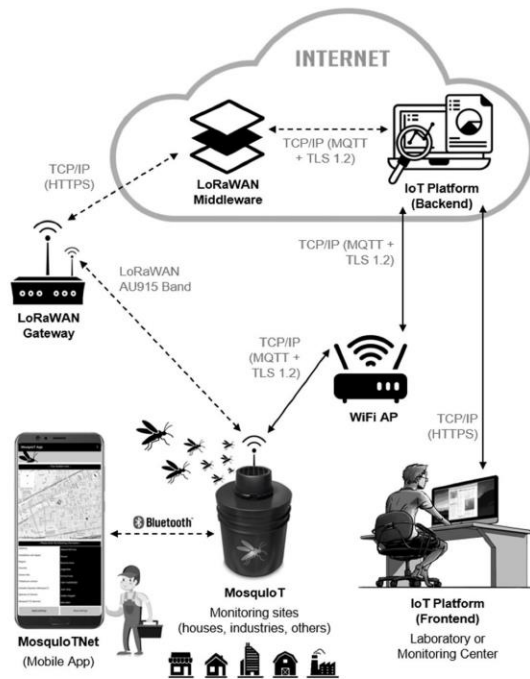 INTERNET
TCP/IP (MQTT
+ TLS 1.2)
LoRaWAN
Middleware
IoT Platform
(Backend)
TCP/IP
(HTTPS)
TCP/IP (MQTT +
TLS 1.2)
LoRaWAN
AU915 Band
LoRaWAN
Gateway
TCP/IP
(MQTT +
TLS 1.2)
WiFi AP
TCP/IP
(HTTPS)
Bluetooth
MosquIoT
Monitoring sites
(houses, industries, others)
MosquIoTNet
(Mobile App)
IoT Platform
(Frontend)
Laboratory or
Monitoring Center